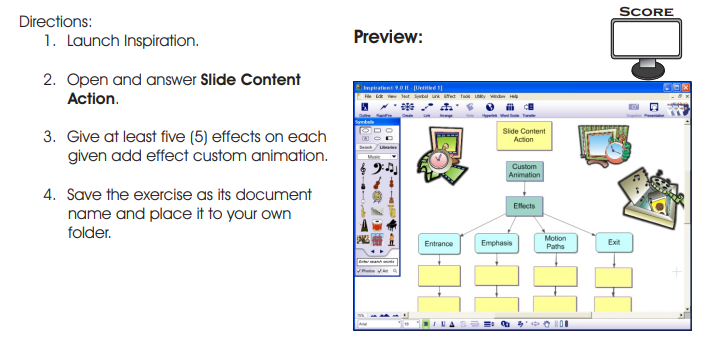 Directions:
1. Launch Inspiration.
2. Open and answer Slide Content
Action.
3. Give at least five (5) effects on each
given add effect custom animation.
4. Save the exercise as its document
name and place it to your own
folder.
SCORE
Preview:
Inspiration® 9.0 IE - [Untitled 1]
File Edit View Text Symbol Link Effect Tools Utility Window Help
Outline RapidFire Create Link Arrange Hyperlink Word Guide Transfer Presentation
Symbols
Search Libraries
Music
Enter search words
Photos Art
Slide Content
Action
Custom
Animation
Effects
Entrance
Emphasis
Motion
Paths
Exit
Arial